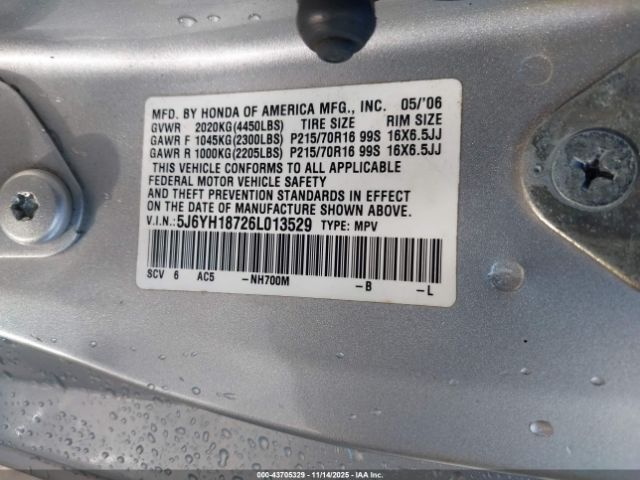 MFD. BY HONDA OF AMERICA MFG., INC. 05/'06
GVWR 2020KG(4450LBS) TIRE SIZE RIM SIZE
GAWR F 1045KG(2300LBS) P215/70R16 99S 16X6.5JJ
GAWR R 1000KG(2205LBS) P215/70R16 99S 16X6.5JJ
THIS VEHICLE CONFORMS TO ALL APPLICABLE
FEDERAL MOTOR VEHICLE SAFETY
AND THEFT PREVENTION STANDARDS IN EFFECT
ON THE DATE OF MANUFACTURE SHOWN ABOVE.
V.I.N.: 5J6YH18726L013529 TYPE: MPV
SCV 6 AC5 -NH700M -B -L
000-43705329 11/14/2025 IAAI.COM